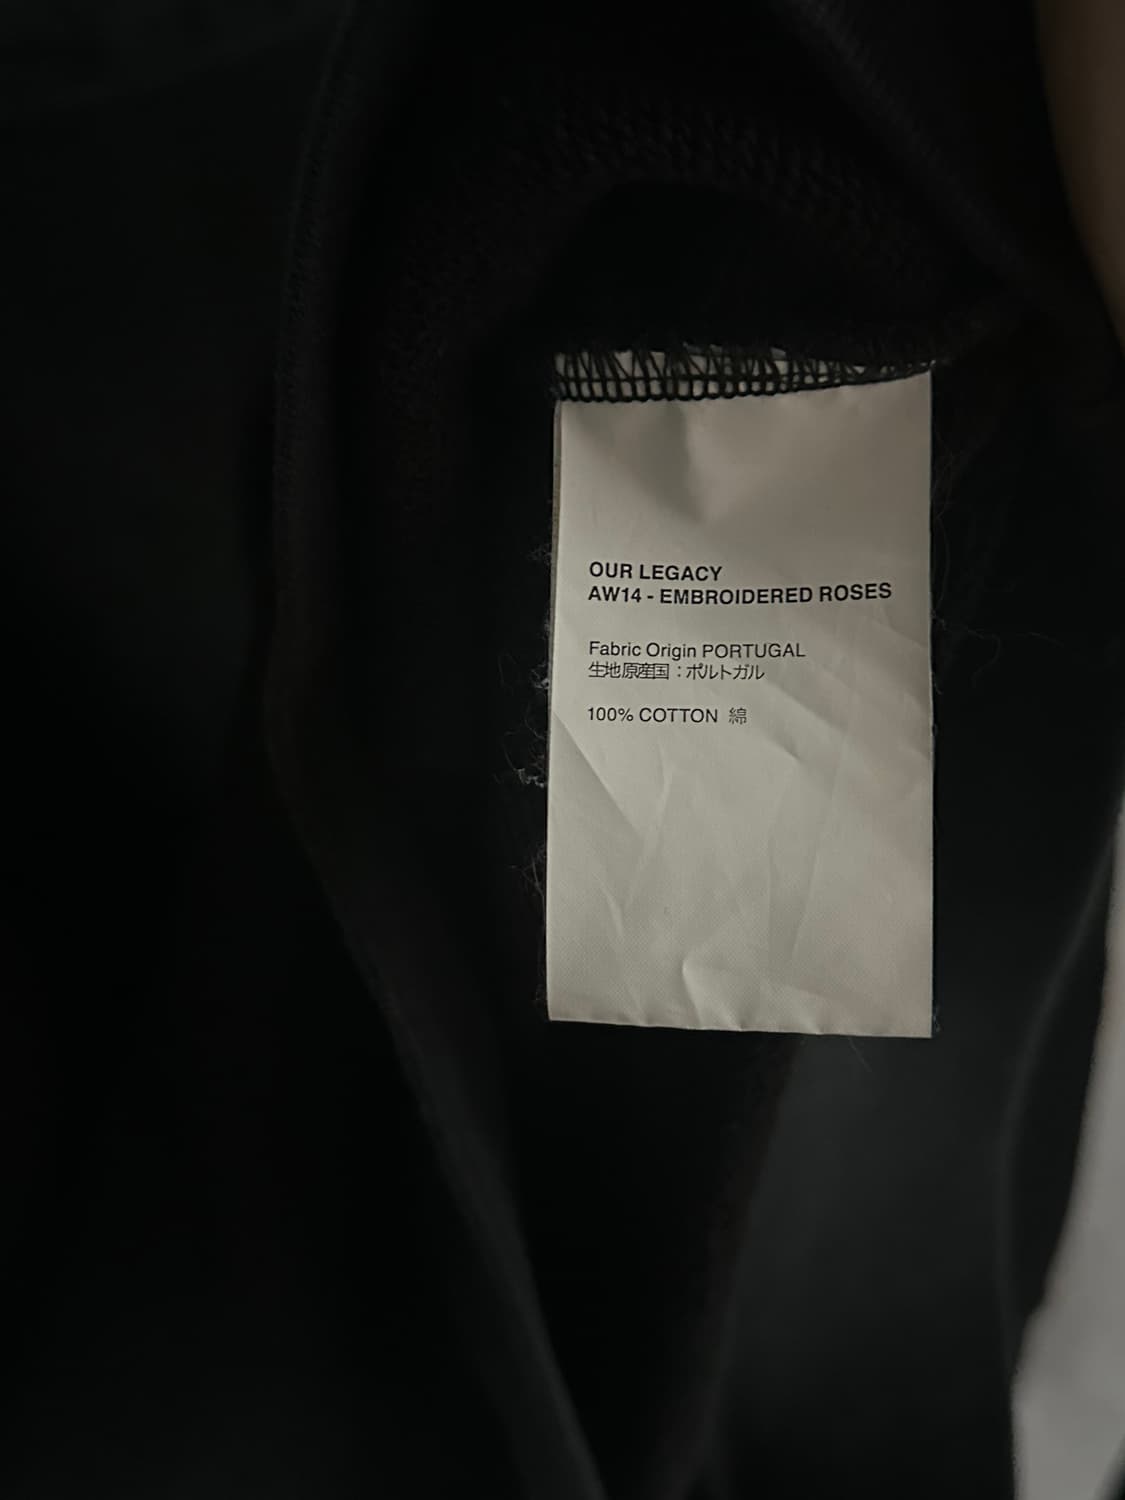 OUR LEGACY
AW14 - EMBROIDERED ROSES
Fabric Origin PORTUGAL
生地原産国：ポルトガル
100% COTTON 綿